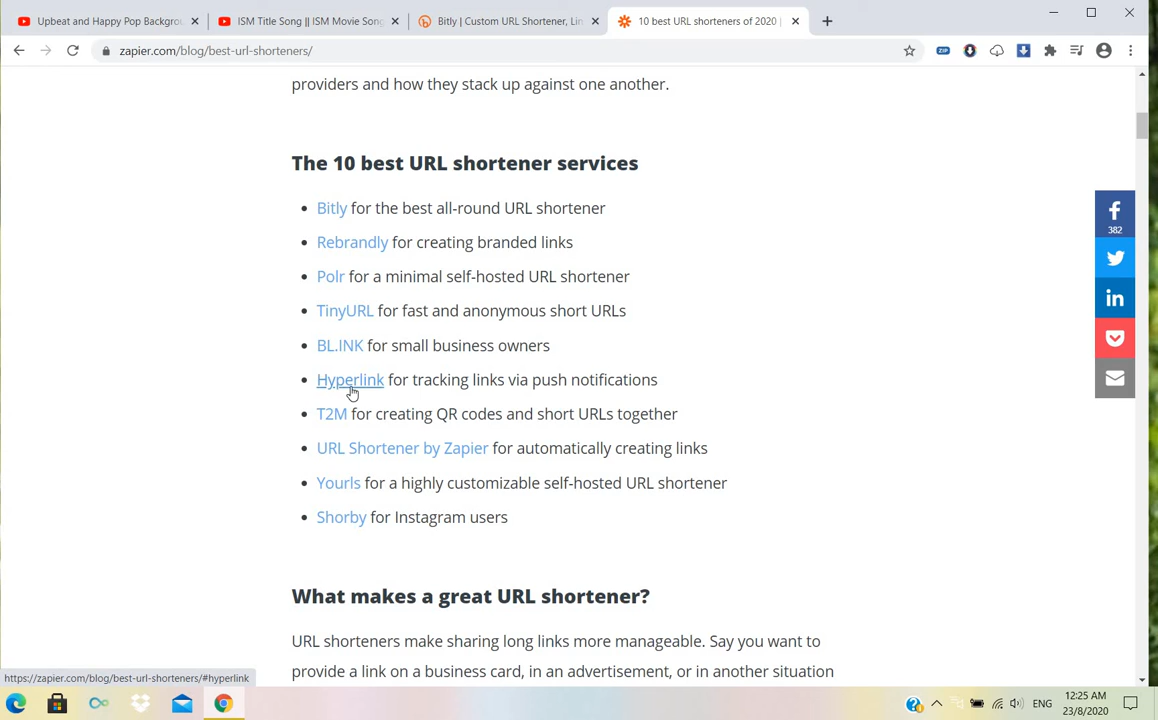 Upbeat and Happy Pop Backgrou
ISM Title Song || ISM Movie Song
Bitly | Custom URL Shortener, Lin
10 best URL shorteners of 2020 |
zapier.com/blog/best-url-shorteners/
ZIP
providers and how they stack up against one another.
The 10 best URL shortener services
• Bitly for the best all-round URL shortener
• Rebrandly for creating branded links
• Polr for a minimal self-hosted URL shortener
• TinyURL for fast and anonymous short URLs
• BL.INK for small business owners
• Hyperlink for tracking links via push notifications
• T2M for creating QR codes and short URLs together
• URL Shortener by Zapier for automatically creating links
• Yourls for a highly customizable self-hosted URL shortener
• Shorby for Instagram users
382
What makes a great URL shortener?
URL shorteners make sharing long links more manageable. Say you want to
provide a link on a business card, in an advertisement, or in another situation
https://zapier.com/blog/best-url-shorteners/#hyperlink
ENG
12:25 AM
23/8/2020